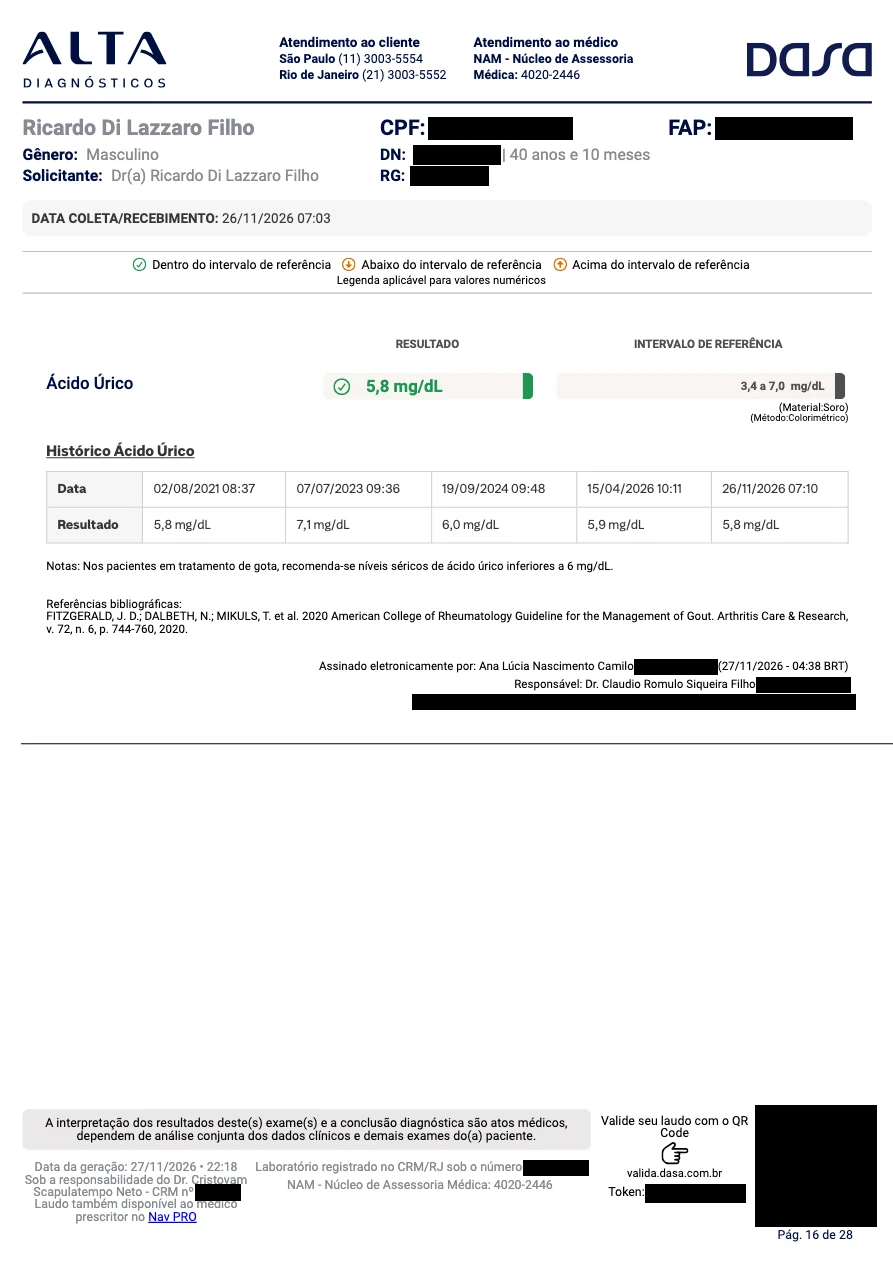 ALTA
DIAGNÓSTICOS
Atendimento ao cliente
São Paulo (11) 3003-5554
Rio de Janeiro (21) 3003-5552
Atendimento ao médico
NAM - Núcleo de Assessoria
Médica: 4020-2446
Dasa
Ricardo Di Lazzaro Filho
CPF:
FAP:
Gênero: Masculino
DN: | 40 anos e 10 meses
Solicitante: Dr(a) Ricardo Di Lazzaro Filho
RG:
DATA COLETA/RECEBIMENTO: 26/11/2026 07:03
Dentro do intervalo de referência Abaixo do intervalo de referência Acima do intervalo de referência
Legenda aplicável para valores numéricos
RESULTADO INTERVALO DE REFERÊNCIA
Ácido Úrico 5,8 mg/dL 3,4 a 7,0 mg/dL
(Material:Soro)
(Método:Colorimétrico)
Histórico Ácido Úrico
Data 02/08/2021 08:37 07/07/2023 09:36 19/09/2024 09:48 15/04/2026 10:11 26/11/2026 07:10
Resultado 5,8 mg/dL 7,1 mg/dL 6,0 mg/dL 5,9 mg/dL 5,8 mg/dL
Notas: Nos pacientes em tratamento de gota, recomenda-se níveis séricos de ácido úrico inferiores a 6 mg/dL.
Referências bibliográficas:
FITZGERALD, J. D.; DALBETH, N.; MIKULS, T. et al. 2020 American College of Rheumatology Guideline for the Management of Gout. Arthritis Care & Research,
v. 72, n. 6, p. 744-760, 2020.
Assinado eletronicamente por: Ana Lúcia Nascimento Camilo (27/11/2026 - 04:38 BRT)
Responsável: Dr. Claudio Romulo Siqueira Filho
A interpretação dos resultados deste(s) exame(s) e a conclusão diagnóstica são atos médicos,
dependem de análise conjunta dos dados clínicos e demais exames do(a) paciente.
Data da geração: 27/11/2026 • 22:18
Sob a responsabilidade do Dr. Cristovam
Scapulatempo Neto - CRM nº
Laudo também disponível ao médico
prescritor no Nav PRO
Laboratório registrado no CRM/RJ sob o número
NAM - Núcleo de Assessoria Médica: 4020-2446
Valide seu laudo com o QR
Code
valida.dasa.com.br
Token:
Pág. 16 de 28